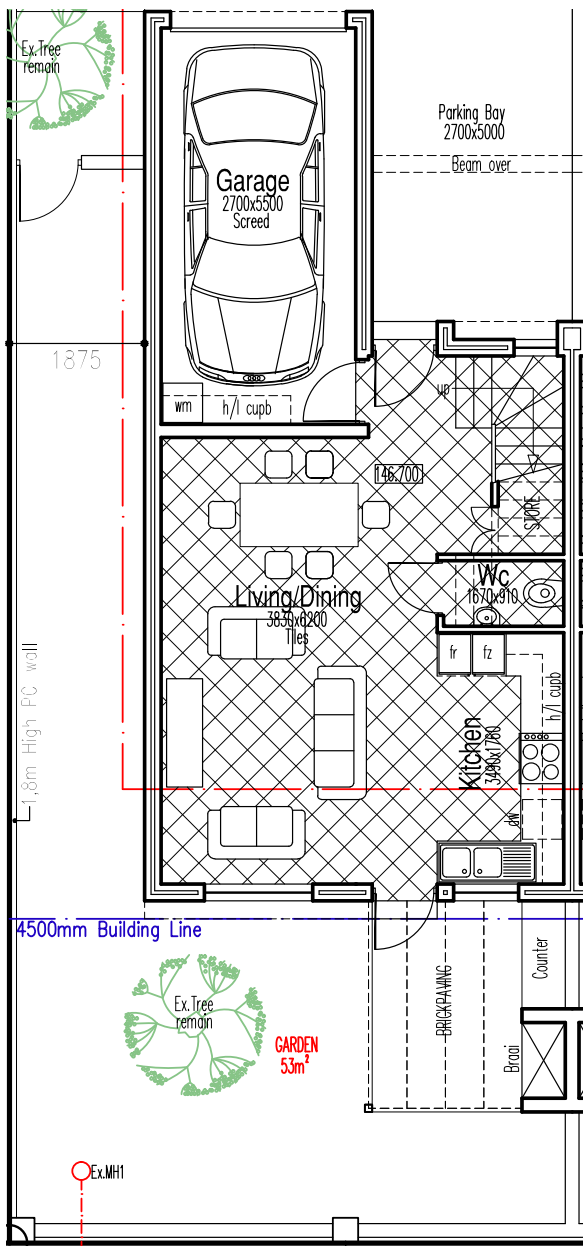 Ex.Tree
remain
Parking Bay
2700x5000
Beam over
Garage
2700x5500
Screed
1875
wm
h/l cupb
up
146.700
STORE
Wc
1670x910
Living/Dining
3830x6200
Tiles
fr
fz
h/l cupb
Kitchen
3490x1760
1,8m High PC wall
dw
4500mm Building Line
BRICKPAVING
Counter
Ex.Tree
remain
GARDEN
53m²
Braai
Ex.MH1